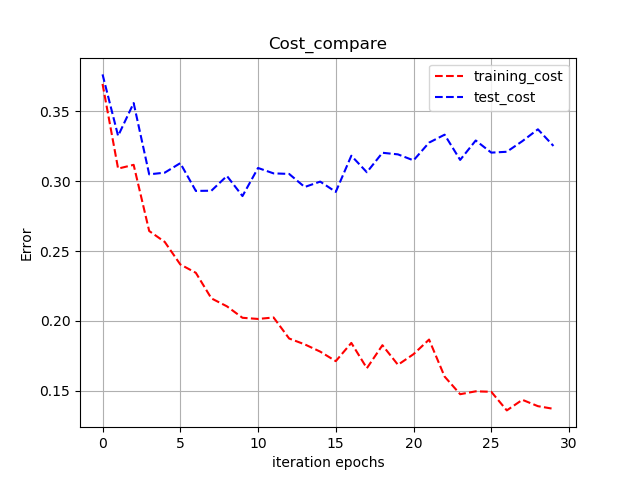 Cost_compare
training_cost
test_cost
0.35
0.30
0.25
0.20
0.15
Error
0 5 10 15 20 25 30
iteration epochs